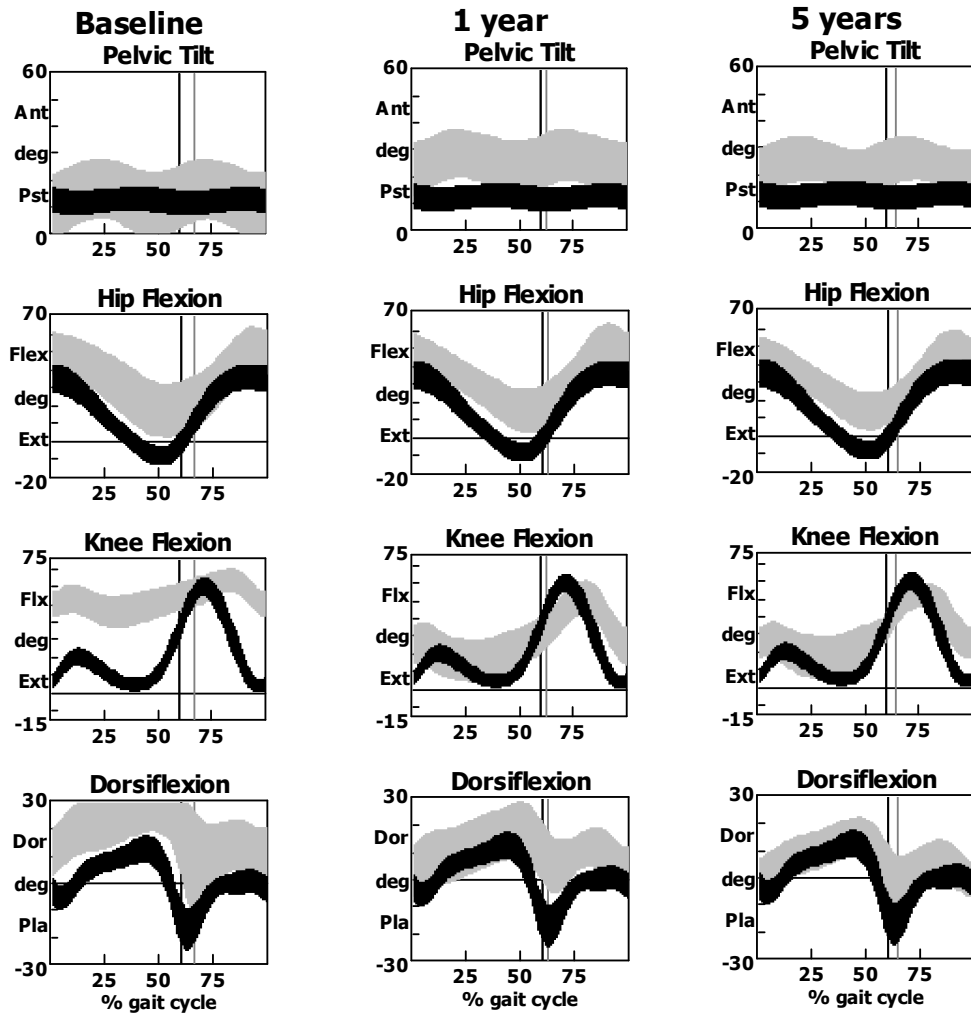 Baseline
Pelvic Tilt
60
Ant
deg
Pst
0
25 50 75
Hip Flexion
70
Flex
deg
Ext
-20
25 50 75
Knee Flexion
75
Flx
deg
Ext
-15
25 50 75
Dorsiflexion
30
Dor
deg
Pla
-30
25 50 75
% gait cycle
1 year
Pelvic Tilt
60
Ant
deg
Pst
0
25 50 75
Hip Flexion
70
Flex
deg
Ext
-20
25 50 75
Knee Flexion
75
Flx
deg
Ext
-15
25 50 75
Dorsiflexion
30
Dor
deg
Pla
-30
25 50 75
% gait cycle
5 years
Pelvic Tilt
60
Ant
deg
Pst
0
25 50 75
Hip Flexion
70
Flex
deg
Ext
-20
25 50 75
Knee Flexion
75
Flx
deg
Ext
-15
25 50 75
Dorsiflexion
30
Dor
deg
Pla
-30
25 50 75
% gait cycle